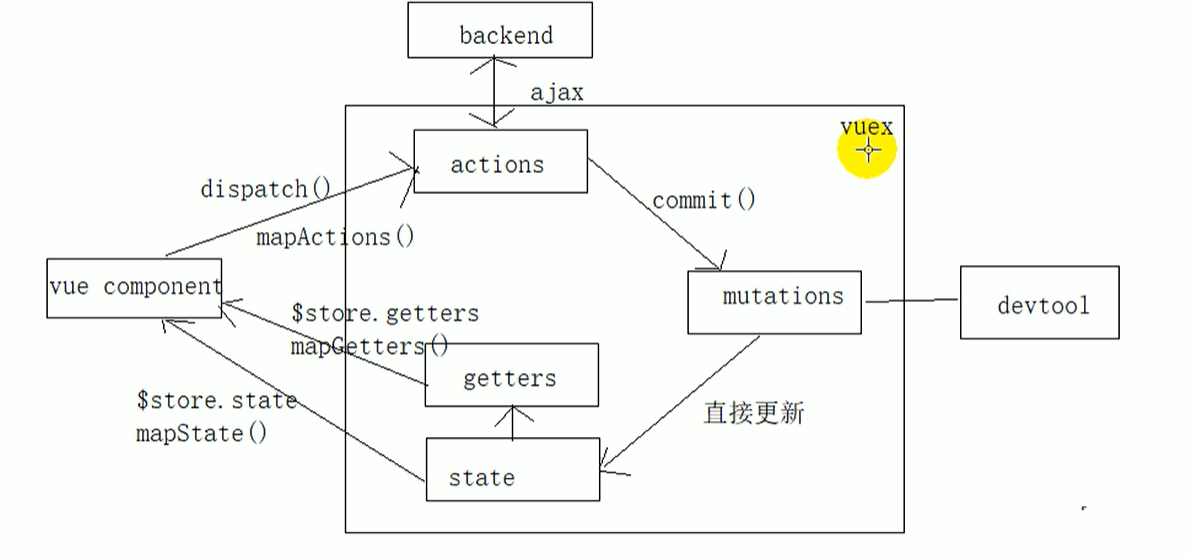 backend
ajax
vuex
actions
dispatch()
commit()
mapActions()
vue component
mutations
devtool
$store.getters
mapGetters()
getters
$store.state
mapState()
直接更新
state